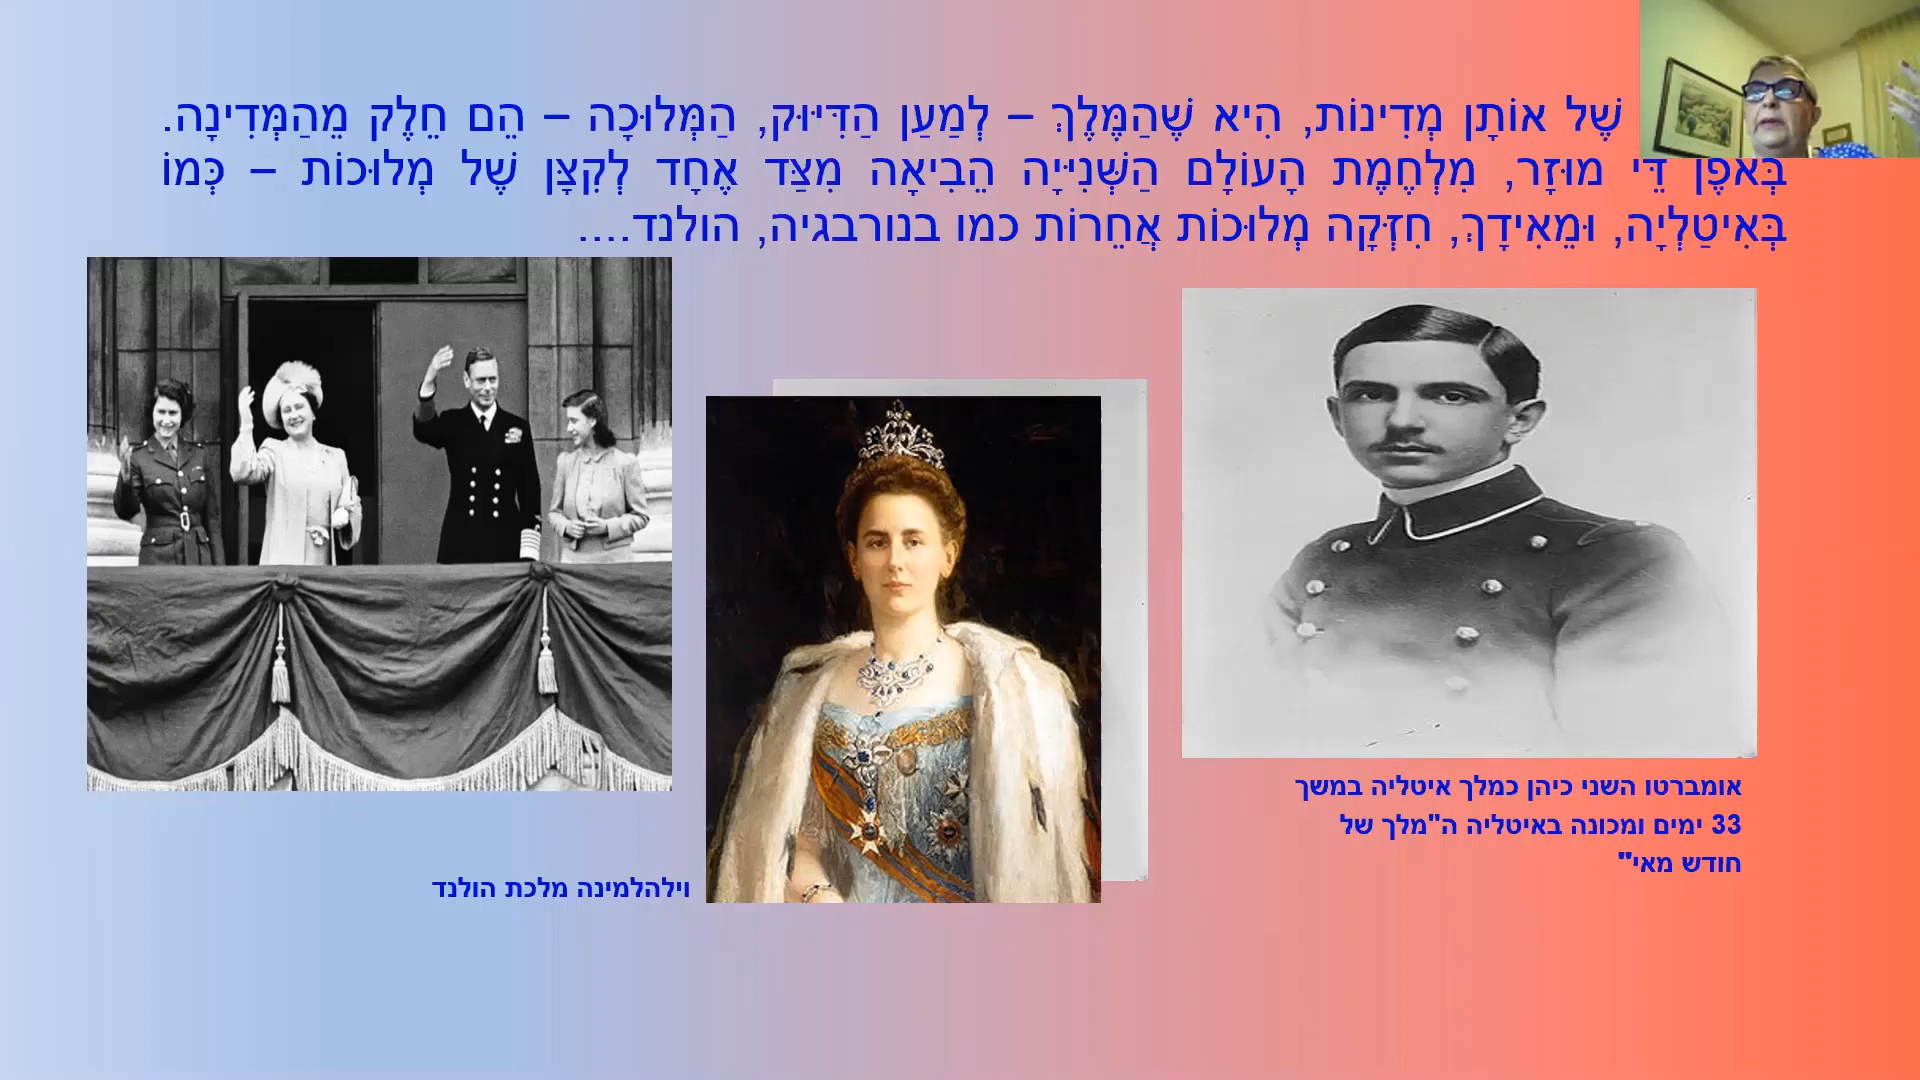 שֶׁל אוֹתָן מְדִינוֹת, הִיא שֶׁהַמֶּלֶךְ – לְמַעַן הַדִּיּוּק, הַמְּלוּכָה – הֵם חֵלֶק מֵהַמְּדִינָה.
בְּאֹפֶן דֵּי מוּזָר, מִלְחֶמֶת הָעוֹלָם הַשְּׁנִיָּיה הֵבִיאָה מִצַּד אֶחָד לְקִצָּן שֶׁל מְלוּכוֹת – כְּמוֹ
בְּאִיטַלְיָה, וּמֵאִידָךְ, חִזְּקָה מְלוּכוֹת אֲחֵרוֹת כמו בנורבגיה, הולנד....
אומברטו השני כיהן כמלך איטליה במשך
33 ימים ומכונה באיטליה ה"מלך של
חודש מאי"
וילהלמינה מלכת הולנד